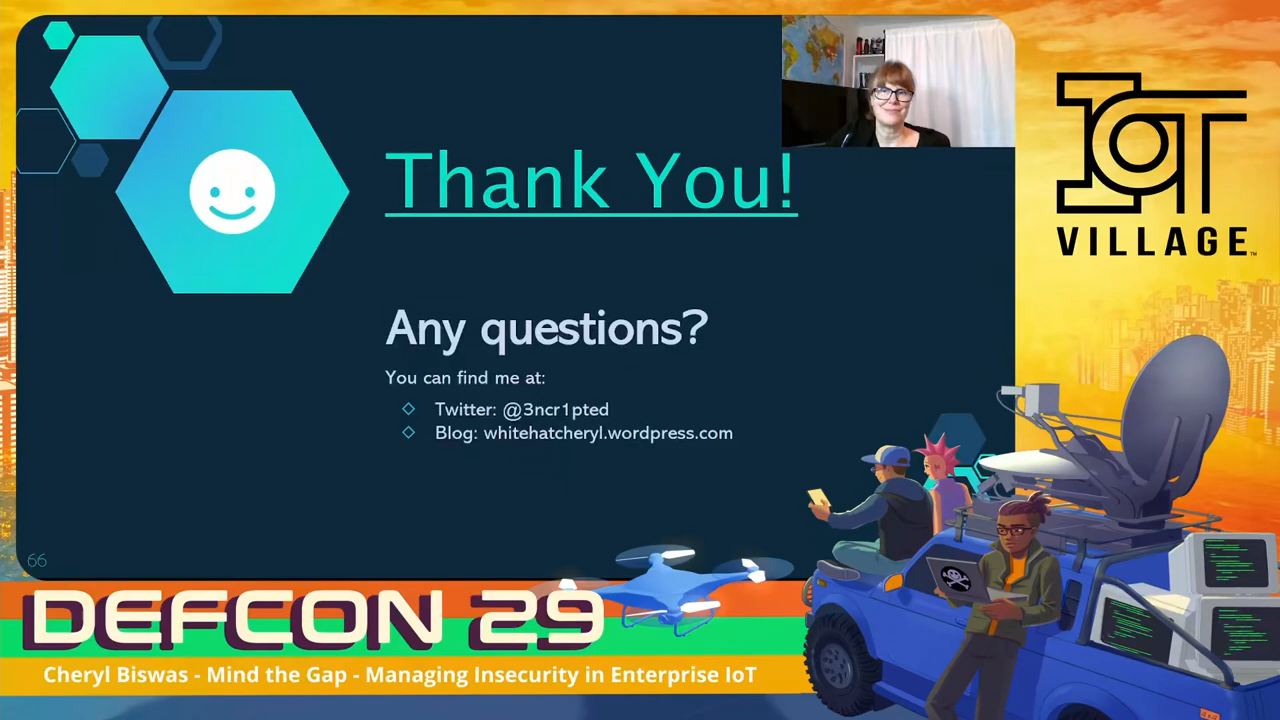 Thank You!
Any questions?
You can find me at:
Twitter: @3ncr1pted
Blog: whitehatcheryl.wordpress.com
66
IOT
VILLAGE™
DEFCON 29
Cheryl Biswas - Mind the Gap - Managing Insecurity in Enterprise IoT